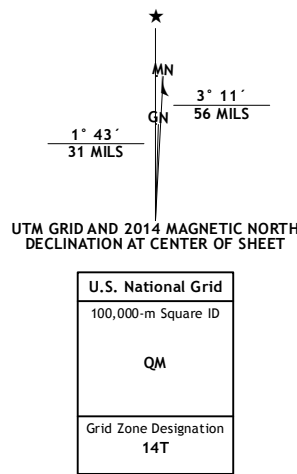 ★
MN
3° 11´
56 MILS
GN
1° 43´
31 MILS
UTM GRID AND 2014 MAGNETIC NORTH
DECLINATION AT CENTER OF SHEET
U.S. National Grid
100,000-m Square ID
QM
Grid Zone Designation
14T